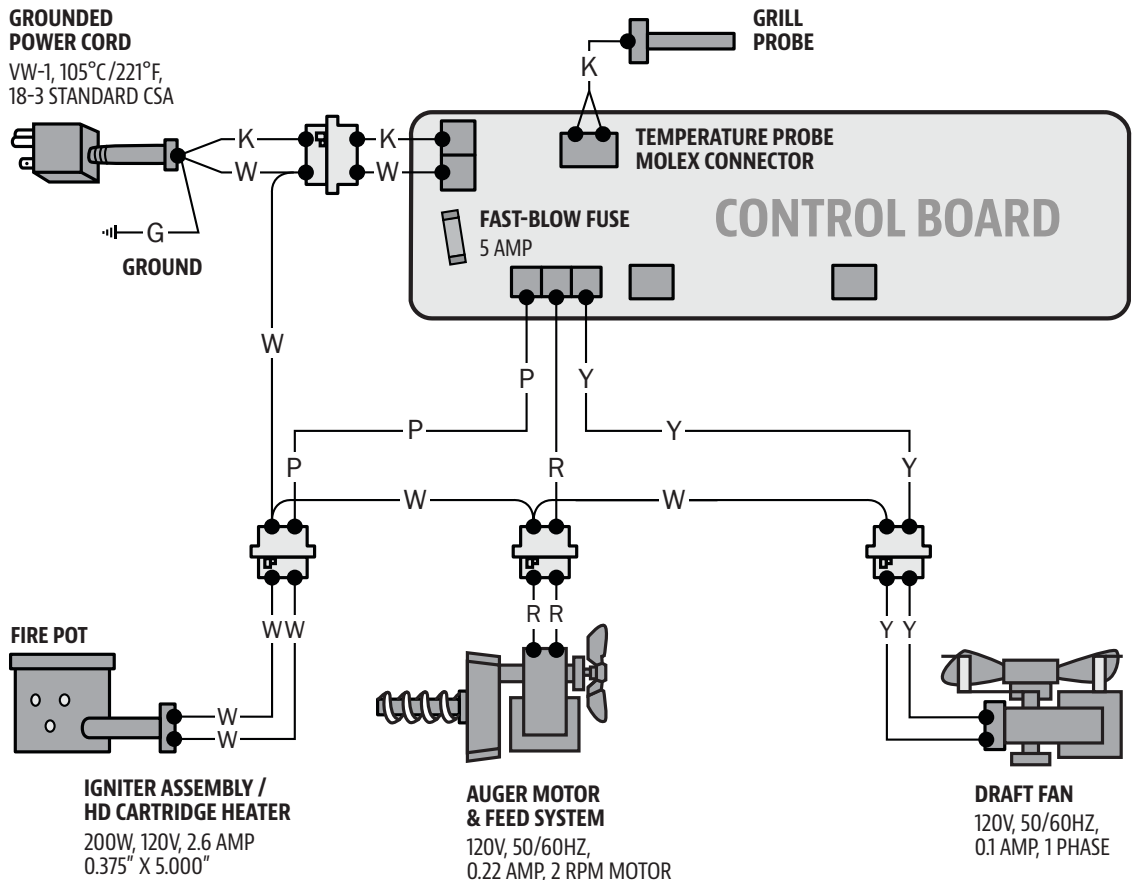 GROUNDED
POWER CORD
VW-1, 105°C/221°F,
18-3 STANDARD CSA
GRILL
PROBE
K
TEMPERATURE PROBE
MOLEX CONNECTOR
K
K
W
W
CONTROL BOARD
FAST-BLOW FUSE
5 AMP
G
GROUND
W
P
Y
P
Y
P
R
Y
W
W
R R
W W
Y Y
FIRE POT
W
W
IGNITER ASSEMBLY /
HD CARTRIDGE HEATER
200W, 120V, 2.6 AMP
0.375” X 5.000”
AUGER MOTOR
& FEED SYSTEM
120V, 50/60HZ,
0.22 AMP, 2 RPM MOTOR
DRAFT FAN
120V, 50/60HZ,
0.1 AMP, 1 PHASE